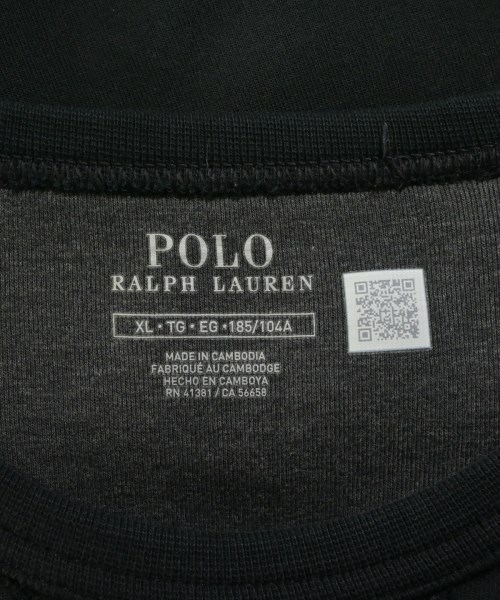 POLO
RALPH LAUREN
XL • TG • EG • 185/104A
MADE IN CAMBODIA
FABRIQUÉ AU CAMBODGE
HECHO EN CAMBOYA
RN 41381 / CA 56658